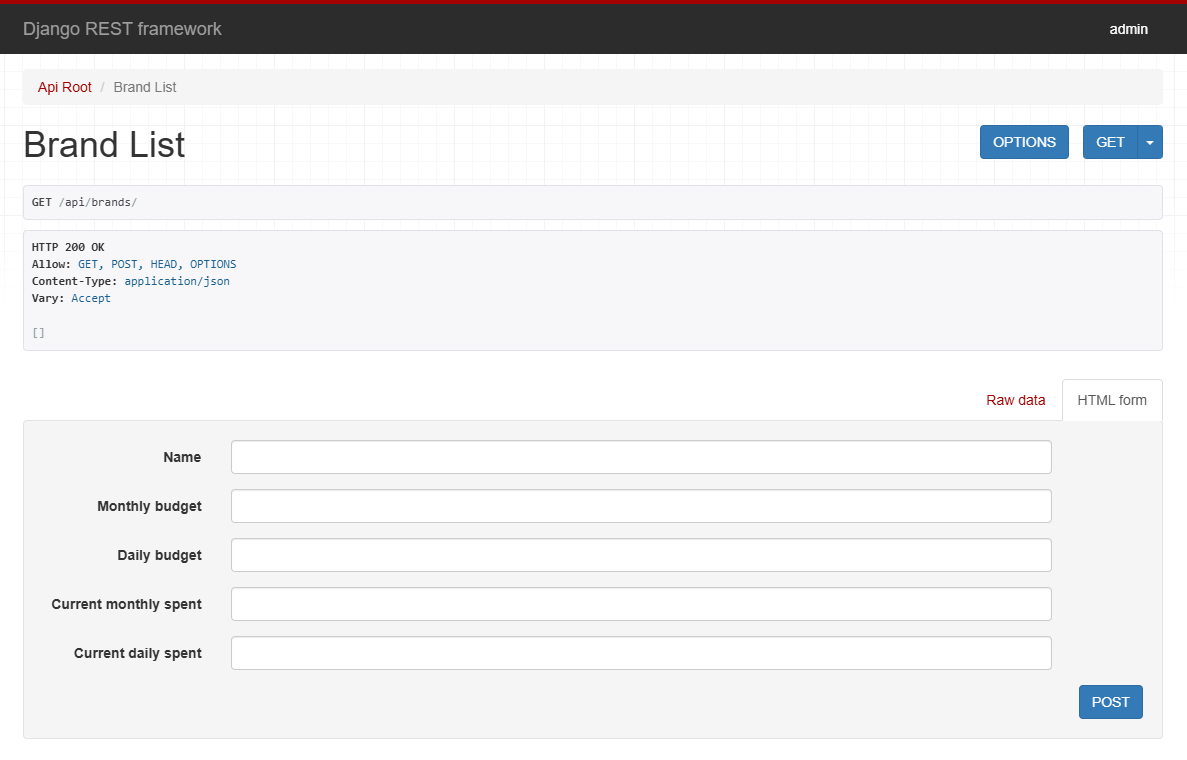 Django REST framework
admin
Api Root / Brand List
Brand List
OPTIONS
GET
GET /api/brands/
HTTP 200 OK
Allow: GET, POST, HEAD, OPTIONS
Content-Type: application/json
Vary: Accept
[]
Raw data
HTML form
Name
Monthly budget
Daily budget
Current monthly spent
Current daily spent
POST